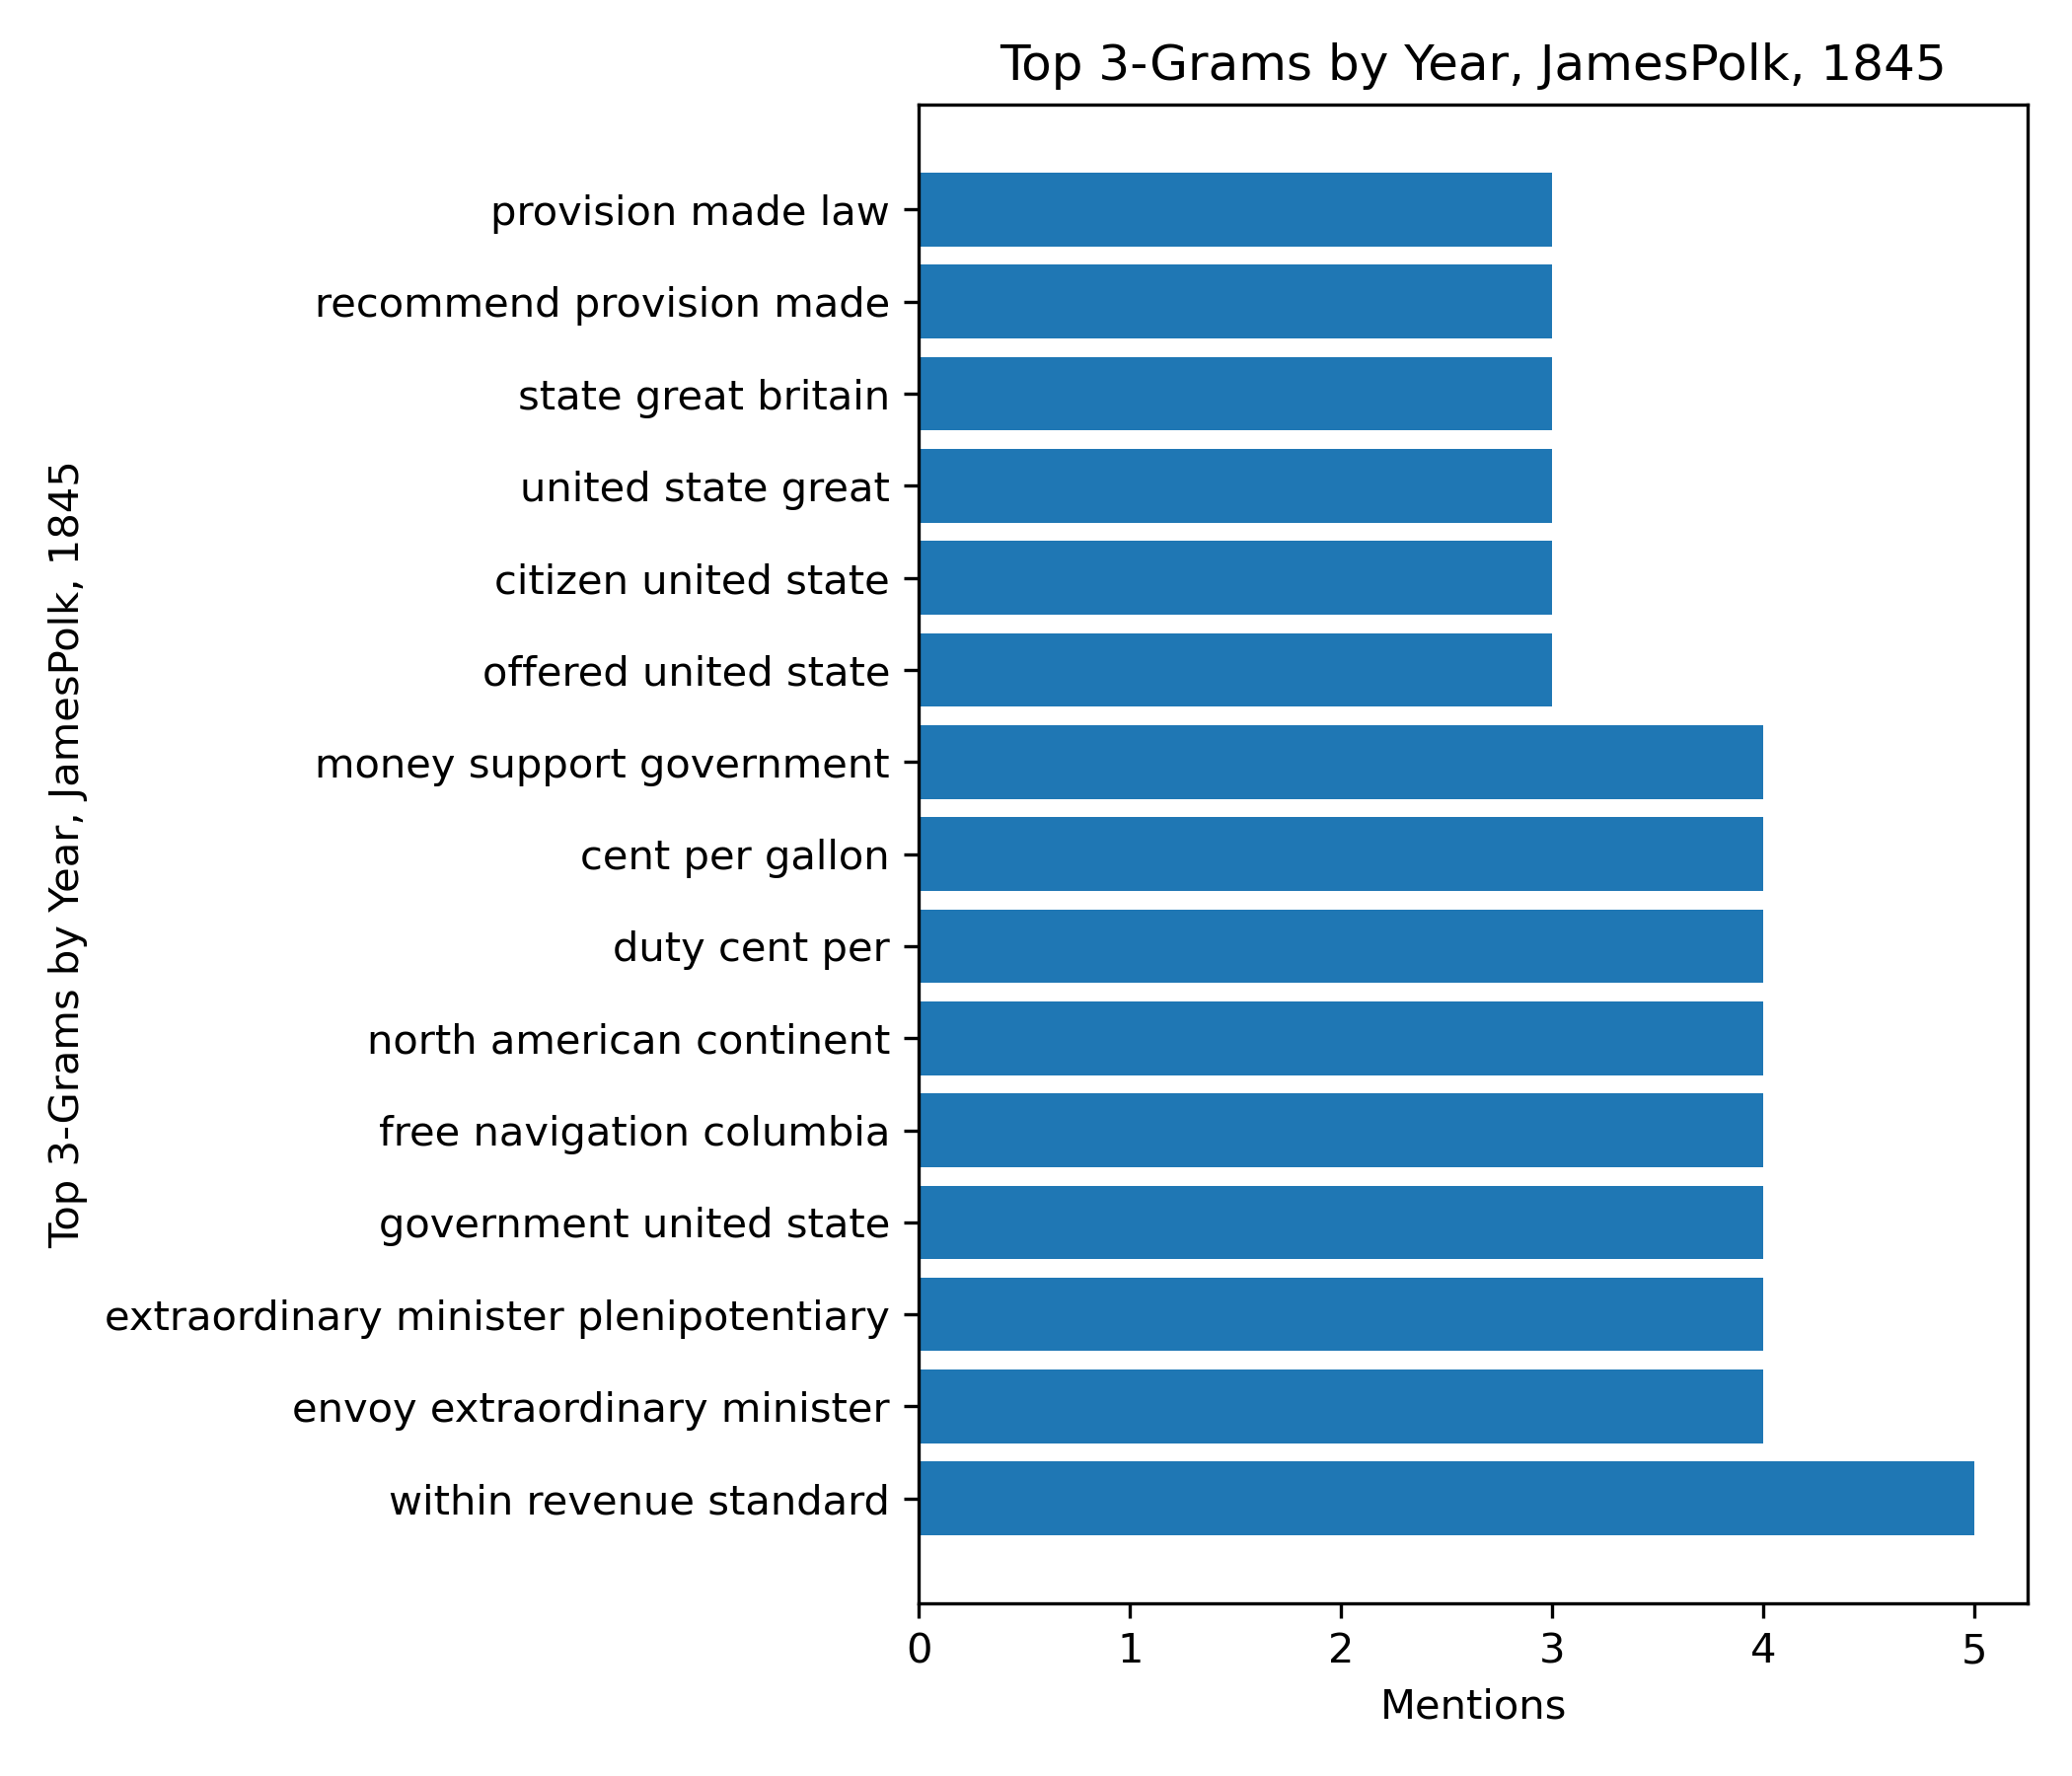 Top 3-Grams by Year, JamesPolk, 1845
Top 3-Grams by Year, JamesPolk, 1845
provision made law
recommend provision made
state great britain
united state great
citizen united state
offered united state
money support government
cent per gallon
duty cent per
north american continent
free navigation columbia
government united state
extraordinary minister plenipotentiary
envoy extraordinary minister
within revenue standard
0 1 2 3 4 5
Mentions